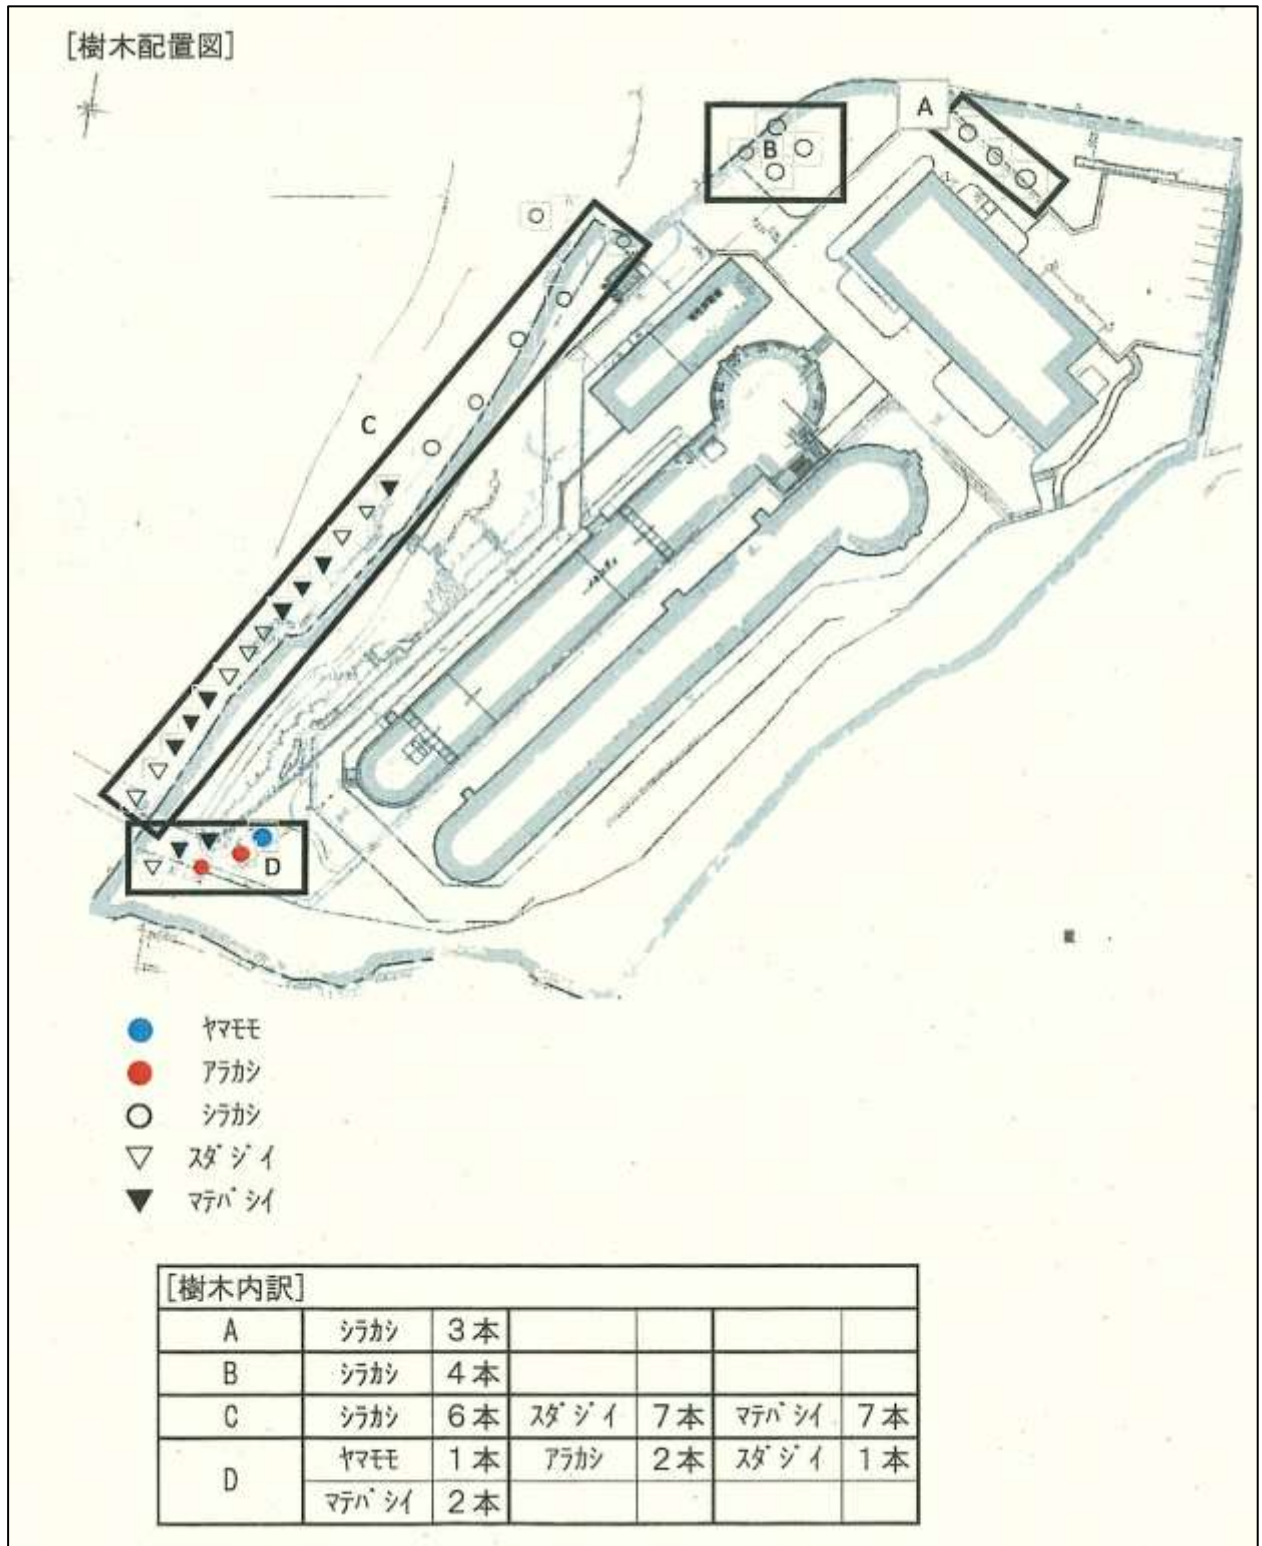 [樹木配置図]
A
B
C
D
ﾔﾏﾓﾓ
ｱﾗｶｼ
ｼﾗｶｼ
ｽﾀﾞｼﾞｲ
ﾏﾃﾊﾞｼｲ
[樹木内訳]
A ｼﾗｶｼ 3本
B ｼﾗｶｼ 4本
C ｼﾗｶｼ 6本 ｽﾀﾞｼﾞｲ 7本 ﾏﾃﾊﾞｼｲ 7本
D ﾔﾏﾓﾓ 1本 ｱﾗｶｼ 2本 ｽﾀﾞｼﾞｲ 1本
ﾏﾃﾊﾞｼｲ 2本